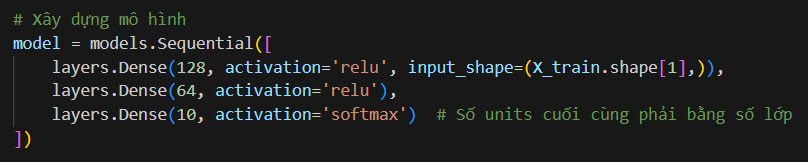 # Xây dựng mô hình
model = models.Sequential([
    layers.Dense(128, activation='relu', input_shape=(X_train.shape[1],)),
    layers.Dense(64, activation='relu'),
    layers.Dense(10, activation='softmax')  # Số units cuối cùng phải bằng số lớp
])